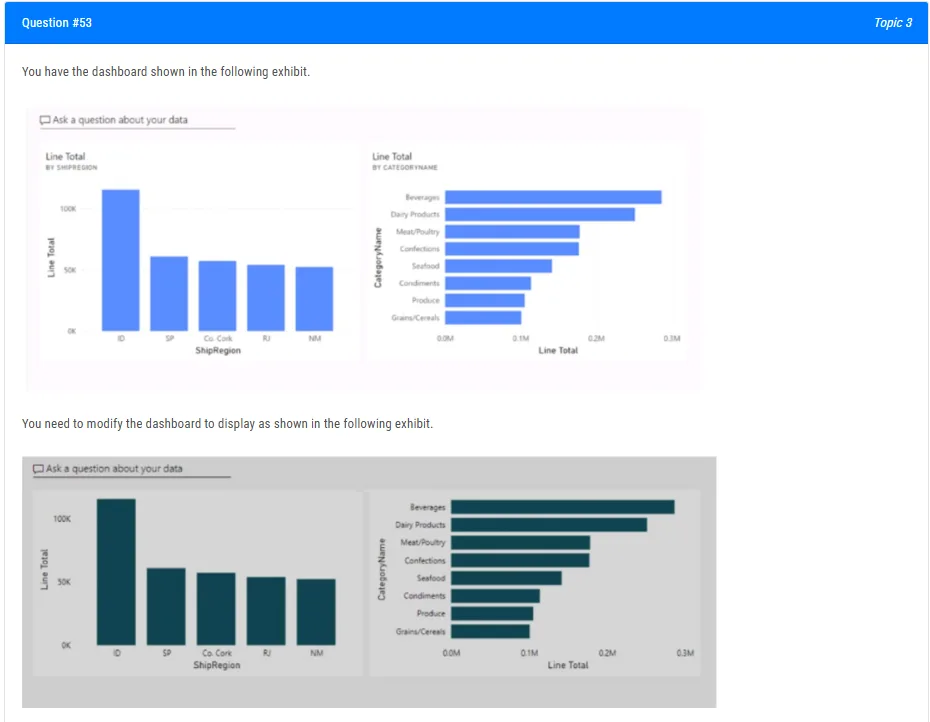 Question #53
Topic 3
You have the dashboard shown in the following exhibit.
Ask a question about your data
Line Total
BY SHIPREGION
100K
50K
0K
Line Total
ID
SP
Co. Cork
RJ
NM
ShipRegion
Line Total
BY CATEGORYNAME
CategoryName
Beverages
Dairy Products
Meat/Poultry
Confections
Seafood
Condiments
Produce
Grains/Cereals
0.0M
0.1M
0.2M
0.3M
Line Total
You need to modify the dashboard to display as shown in the following exhibit.
Ask a question about your data
100K
50K
0K
Line Total
ID
SP
Co. Cork
RJ
NM
ShipRegion
CategoryName
Beverages
Dairy Products
Meat/Poultry
Confections
Seafood
Condiments
Produce
Grains/Cereals
0.0M
0.1M
0.2M
0.3M
Line Total